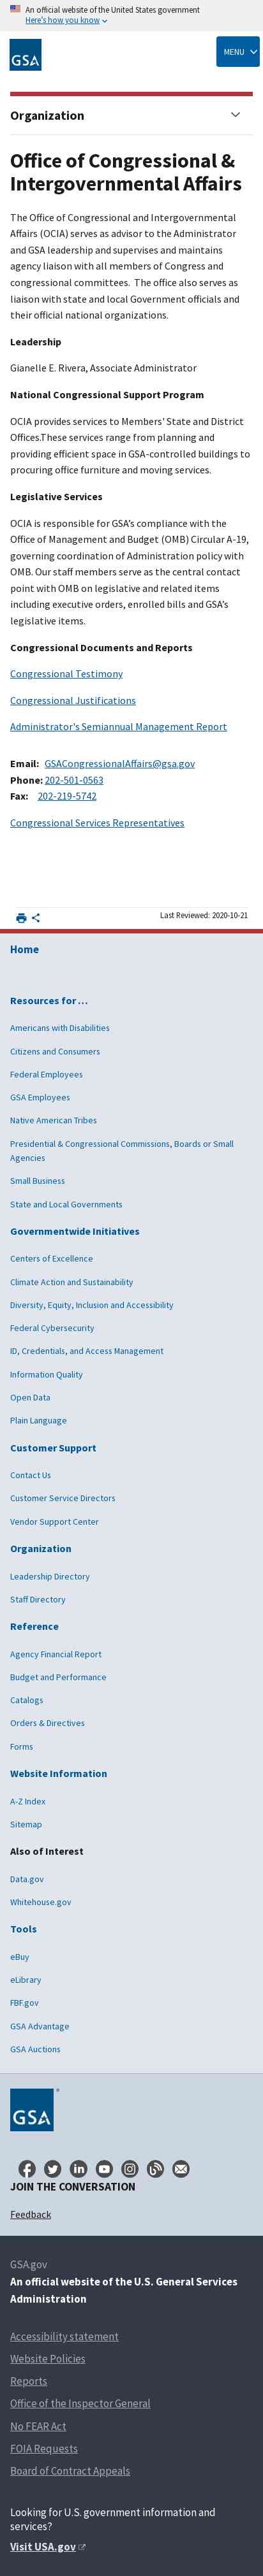 An official website of the United States government
Here's how you know
GSA
MENU
Organization
Office of Congressional &
Intergovernmental Affairs
The Office of Congressional and Intergovernmental
Affairs (OCIA) serves as advisor to the Administrator
and GSA leadership and supervises and maintains
agency liaison with all members of Congress and
congressional committees.  The office also serves
as liaison with state and local Government officials and
their official national organizations.
Leadership
Gianelle E. Rivera, Associate Administrator
National Congressional Support Program
OCIA provides services to Members' State and District
Offices.These services range from planning and
providing efficient space in GSA-controlled buildings to
procuring office furniture and moving services.
Legislative Services
OCIA is responsible for GSA’s compliance with the
Office of Management and Budget (OMB) Circular A-19,
governing coordination of Administration policy with
OMB. Our staff members serve as the central contact
point with OMB on legislation and related items
including executive orders, enrolled bills and GSA’s
legislative items.
Congressional Documents and Reports
Congressional Testimony
Congressional Justifications
Administrator's Semiannual Management Report
Email:  GSACongressionalAffairs@gsa.gov
Phone: 202-501-0563
Fax:   202-219-5742
Congressional Services Representatives
Last Reviewed: 2020-10-21
Home
Resources for …
Americans with Disabilities
Citizens and Consumers
Federal Employees
GSA Employees
Native American Tribes
Presidential & Congressional Commissions, Boards or Small
Agencies
Small Business
State and Local Governments
Governmentwide Initiatives
Centers of Excellence
Climate Action and Sustainability
Diversity, Equity, Inclusion and Accessibility
Federal Cybersecurity
ID, Credentials, and Access Management
Information Quality
Open Data
Plain Language
Customer Support
Contact Us
Customer Service Directors
Vendor Support Center
Organization
Leadership Directory
Staff Directory
Reference
Agency Financial Report
Budget and Performance
Catalogs
Orders & Directives
Forms
Website Information
A-Z Index
Sitemap
Also of Interest
Data.gov
Whitehouse.gov
Tools
eBuy
eLibrary
FBF.gov
GSA Advantage
GSA Auctions
GSA ®
JOIN THE CONVERSATION
Feedback
GSA.gov
An official website of the U.S. General Services
Administration
Accessibility statement
Website Policies
Reports
Office of the Inspector General
No FEAR Act
FOIA Requests
Board of Contract Appeals
Looking for U.S. government information and
services?
Visit USA.gov